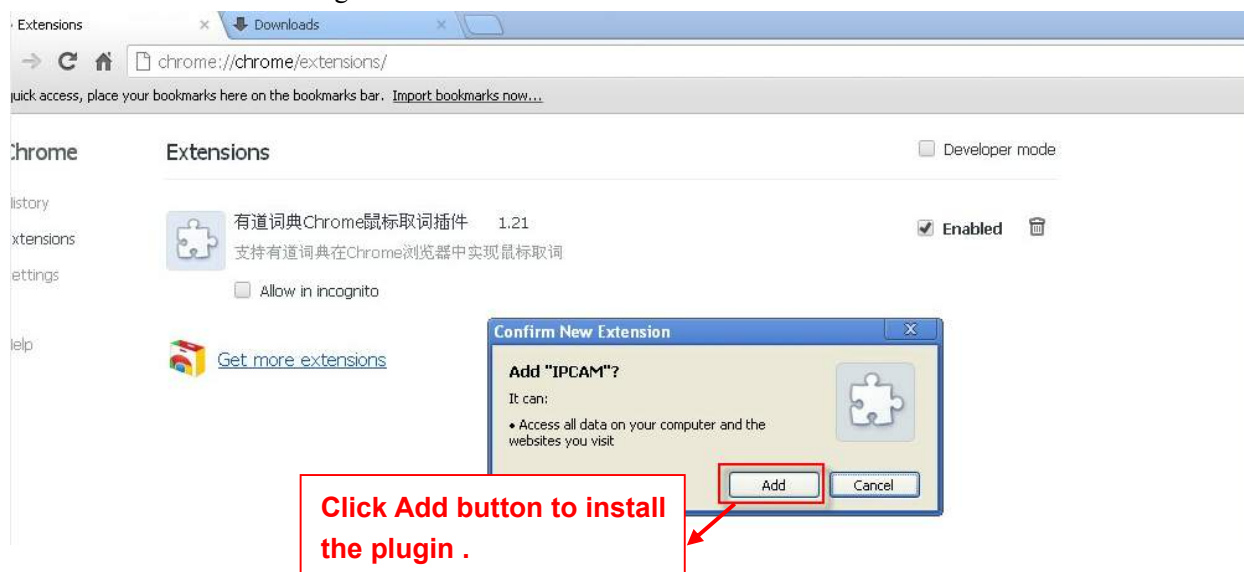 Extensions
Downloads
chrome://chrome/extensions/
quick access, place your bookmarks here on the bookmarks bar. Import bookmarks now...
Chrome
Extensions
Developer mode
History
Extensions
Settings
Help
有道词典Chrome鼠标取词插件 1.21
Enabled
支持有道词典在Chrome浏览器中实现鼠标取词
Allow in incognito
Get more extensions
Confirm New Extension
Add "IPCAM"?
It can:
• Access all data on your computer and the
websites you visit
Add
Cancel
Click Add button to install
the plugin .